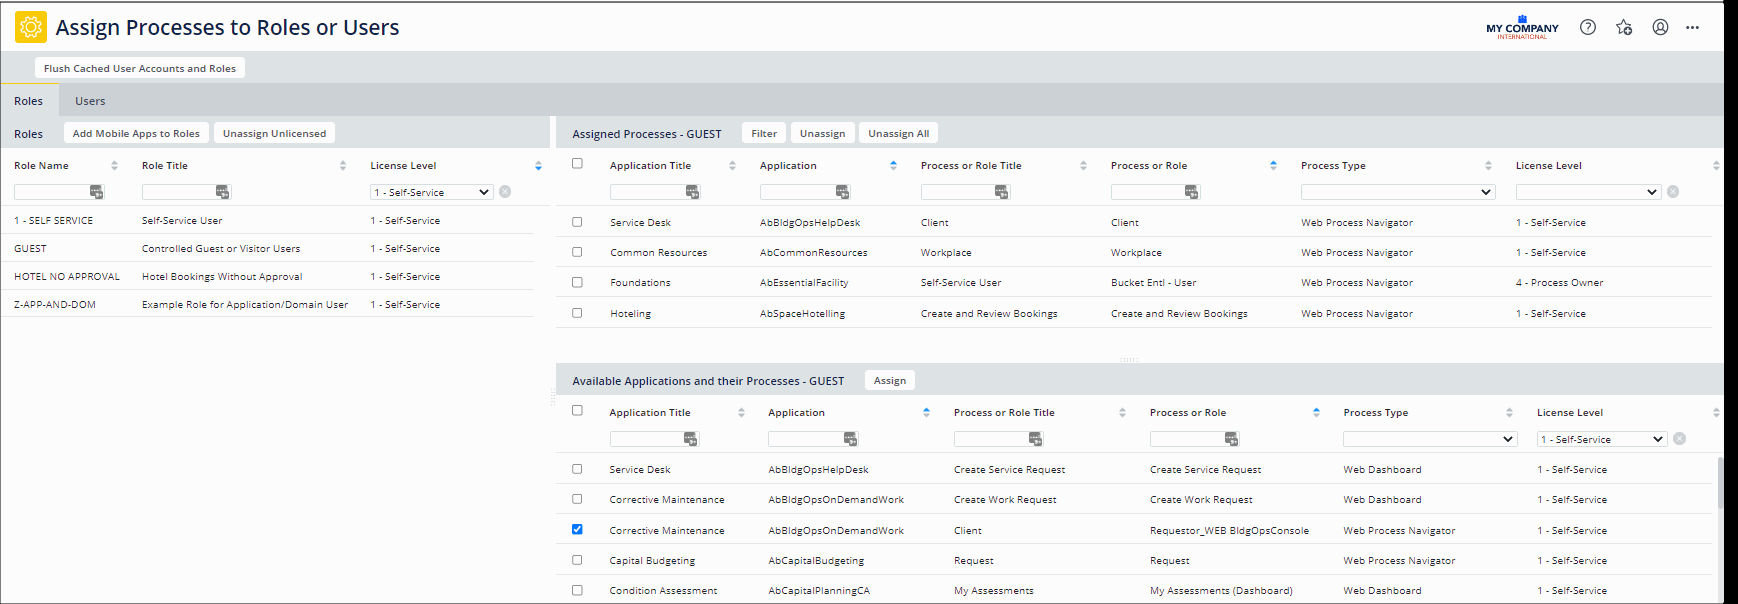 Assign Processes to Roles or Users
MY COMPANY
INTERNATIONAL
Flush Cached User Accounts and Roles
Roles Users
Roles Add Mobile Apps to Roles Unassign Unlicensed
Role Name Role Title License Level
1 - Self-Service
1 - SELF SERVICE Self-Service User 1 - Self-Service
GUEST Controlled Guest or Visitor Users 1 - Self-Service
HOTEL NO APPROVAL Hotel Bookings Without Approval 1 - Self-Service
Z-APP-AND-DOM Example Role for Application/Domain User 1 - Self-Service
Assigned Processes - GUEST Filter Unassign Unassign All
Application Title Application Process or Role Title Process or Role Process Type License Level
Service Desk AbBldgOpsHelpDesk Client Client Web Process Navigator 1 - Self-Service
Common Resources AbCommonResources Workplace Workplace Web Process Navigator 1 - Self-Service
Foundations AbEssentialFacility Self-Service User Bucket Entl - User Web Process Navigator 4 - Process Owner
Hoteling AbSpaceHotelling Create and Review Bookings Create and Review Bookings Web Process Navigator 1 - Self-Service
Available Applications and their Processes - GUEST Assign
Application Title Application Process or Role Title Process or Role Process Type License Level
1 - Self-Service
Service Desk AbBldgOpsHelpDesk Create Service Request Create Service Request Web Dashboard 1 - Self-Service
Corrective Maintenance AbBldgOpsOnDemandWork Create Work Request Create Work Request Web Dashboard 1 - Self-Service
Corrective Maintenance AbBldgOpsOnDemandWork Client Requestor_WEB BldgOpsConsole Web Process Navigator 1 - Self-Service
Capital Budgeting AbCapitalBudgeting Request Request Web Process Navigator 1 - Self-Service
Condition Assessment AbCapitalPlanningCA My Assessments My Assessments (Dashboard) Web Dashboard 1 - Self-Service